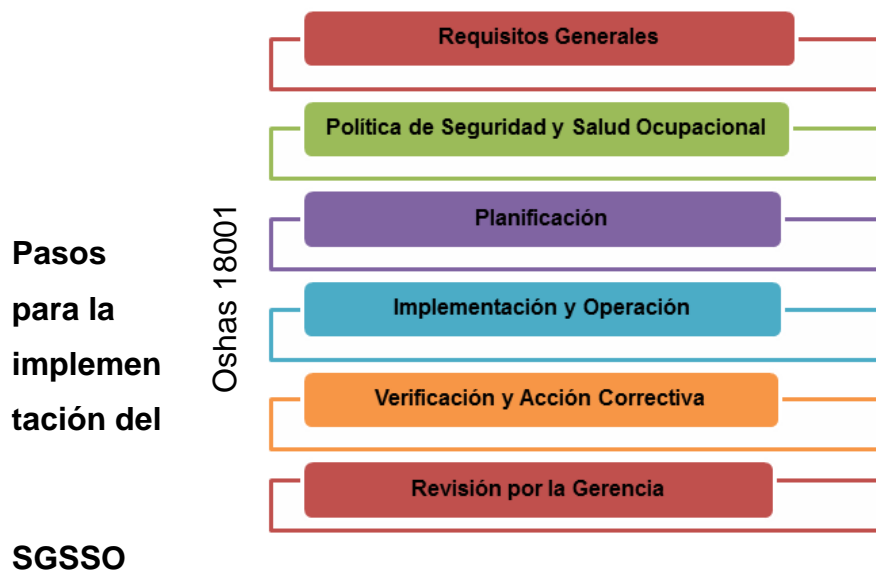 Pasos
para la
implemen
tación del
SGSSO
Oshas 18001
Requisitos Generales
Política de Seguridad y Salud Ocupacional
Planificación
Implementación y Operación
Verificación y Acción Correctiva
Revisión por la Gerencia